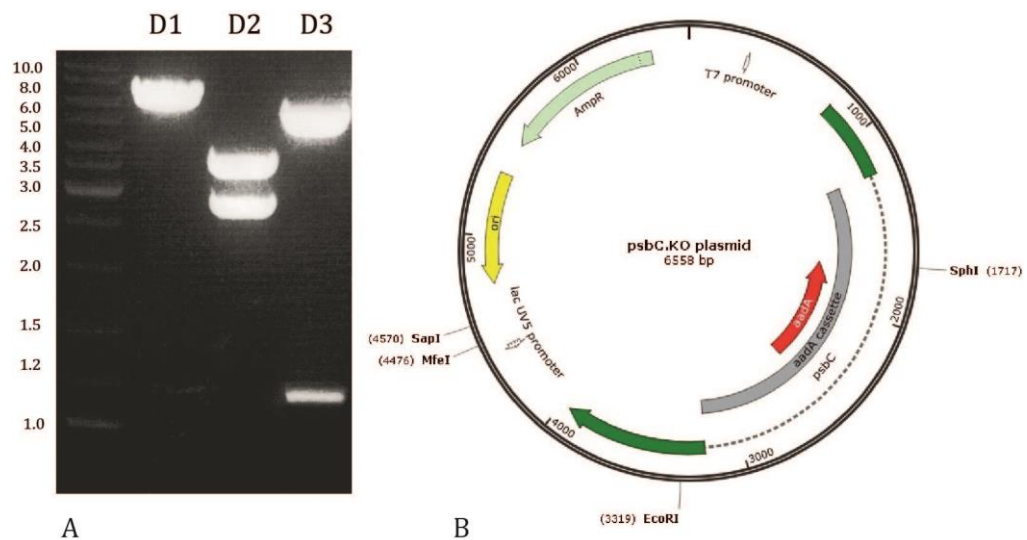 D1 D2 D3
10.0
8.0
6.0
5.0
4.0
3.5
3.0
2.5
2.0
1.5
1.2
1.0
A
6000
AmpR
T7 promoter
1000
ori
5000
psbC.KO plasmid
6558 bp
SphI (1717)
2000
aadA
aadA cassette
psbC
lac UV5 promoter
(4570) SapI
(4476) MfeI
4000
3000
(3319) EcoRI
B